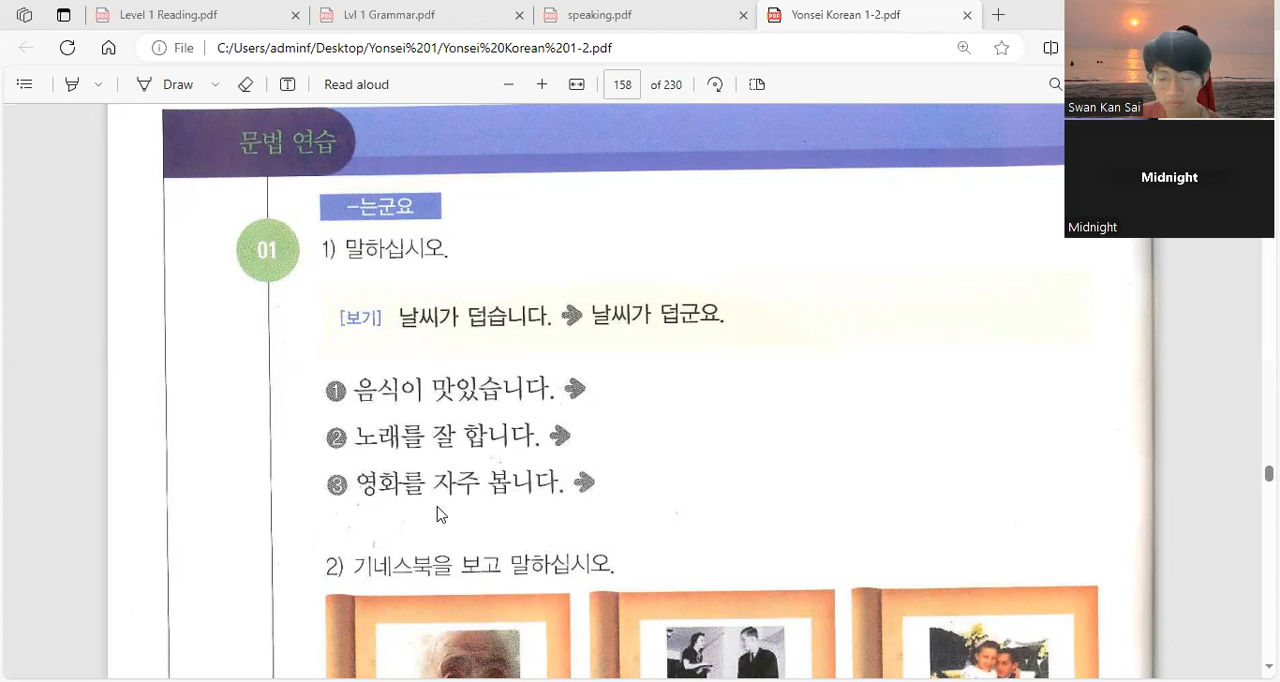 Level 1 Reading.pdf
Lvl 1 Grammar.pdf
speaking.pdf
Yonsei Korean 1-2.pdf
File
C:/Users/adminf/Desktop/Yonsei%201/Yonsei%20Korean%201-2.pdf
Draw
Read aloud
158 of 230
Swan Kan Sai
Midnight
Midnight
문법 연습
-는군요
01
1) 말하십시오.
[보기] 날씨가 덥습니다. 날씨가 덥군요.
① 음식이 맛있습니다.
② 노래를 잘 합니다.
③ 영화를 자주 봅니다.
2) 기네스북을 보고 말하십시오.